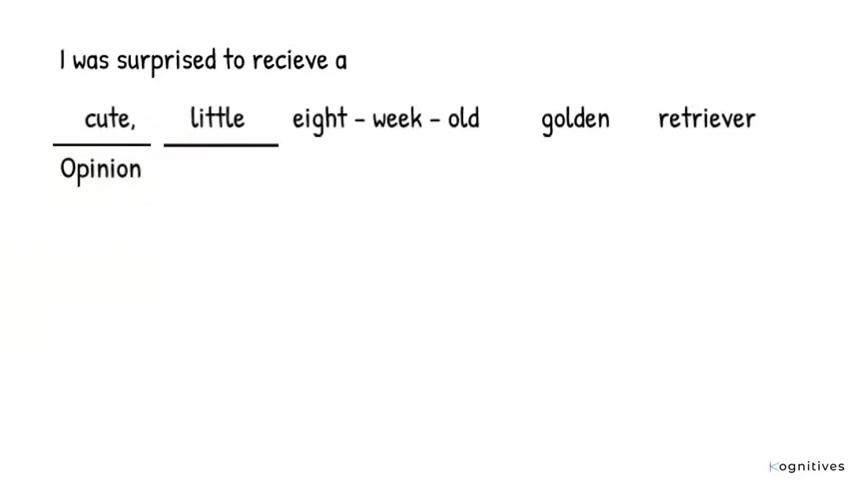 I was surprised to recieve a
cute, little eight - week - old golden retriever
Opinion
Kognitives